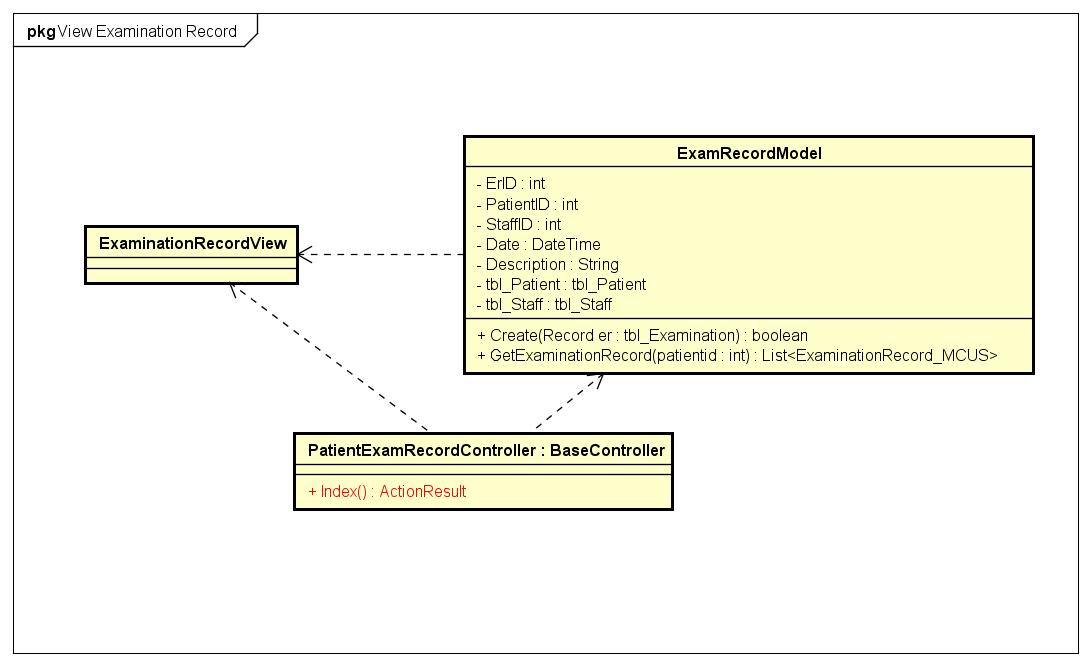 pkg View Examination Record
ExamRecordModel
- ErID : int
- PatientID : int
- StaffID : int
- Date : DateTime
- Description : String
- tbl_Patient : tbl_Patient
- tbl_Staff : tbl_Staff
+ Create(Record er : tbl_Examination) : boolean
+ GetExaminationRecord(patientid : int) : List<ExaminationRecord_MCUS>
ExaminationRecordView
PatientExamRecordController : BaseController
+ Index() : ActionResult